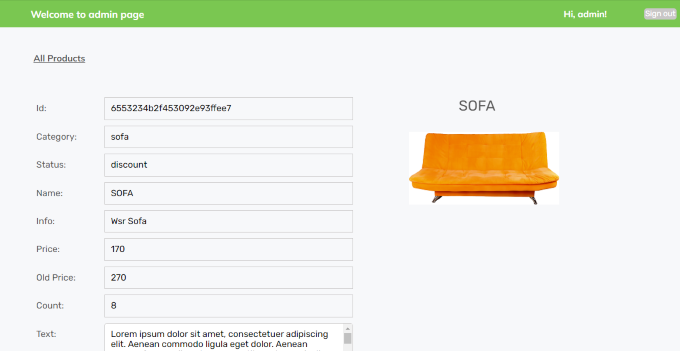 Welcome to admin page
Hi, admin!
Sign out
All Products
Id:
6553234b2f453092e93ffee7
Category:
sofa
Status:
discount
Name:
SOFA
Info:
Wsr Sofa
Price:
170
Old Price:
270
Count:
8
Text:
Lorem ipsum dolor sit amet, consectetuer adipiscing
elit. Aenean commodo ligula eget dolor. Aenean
SOFA